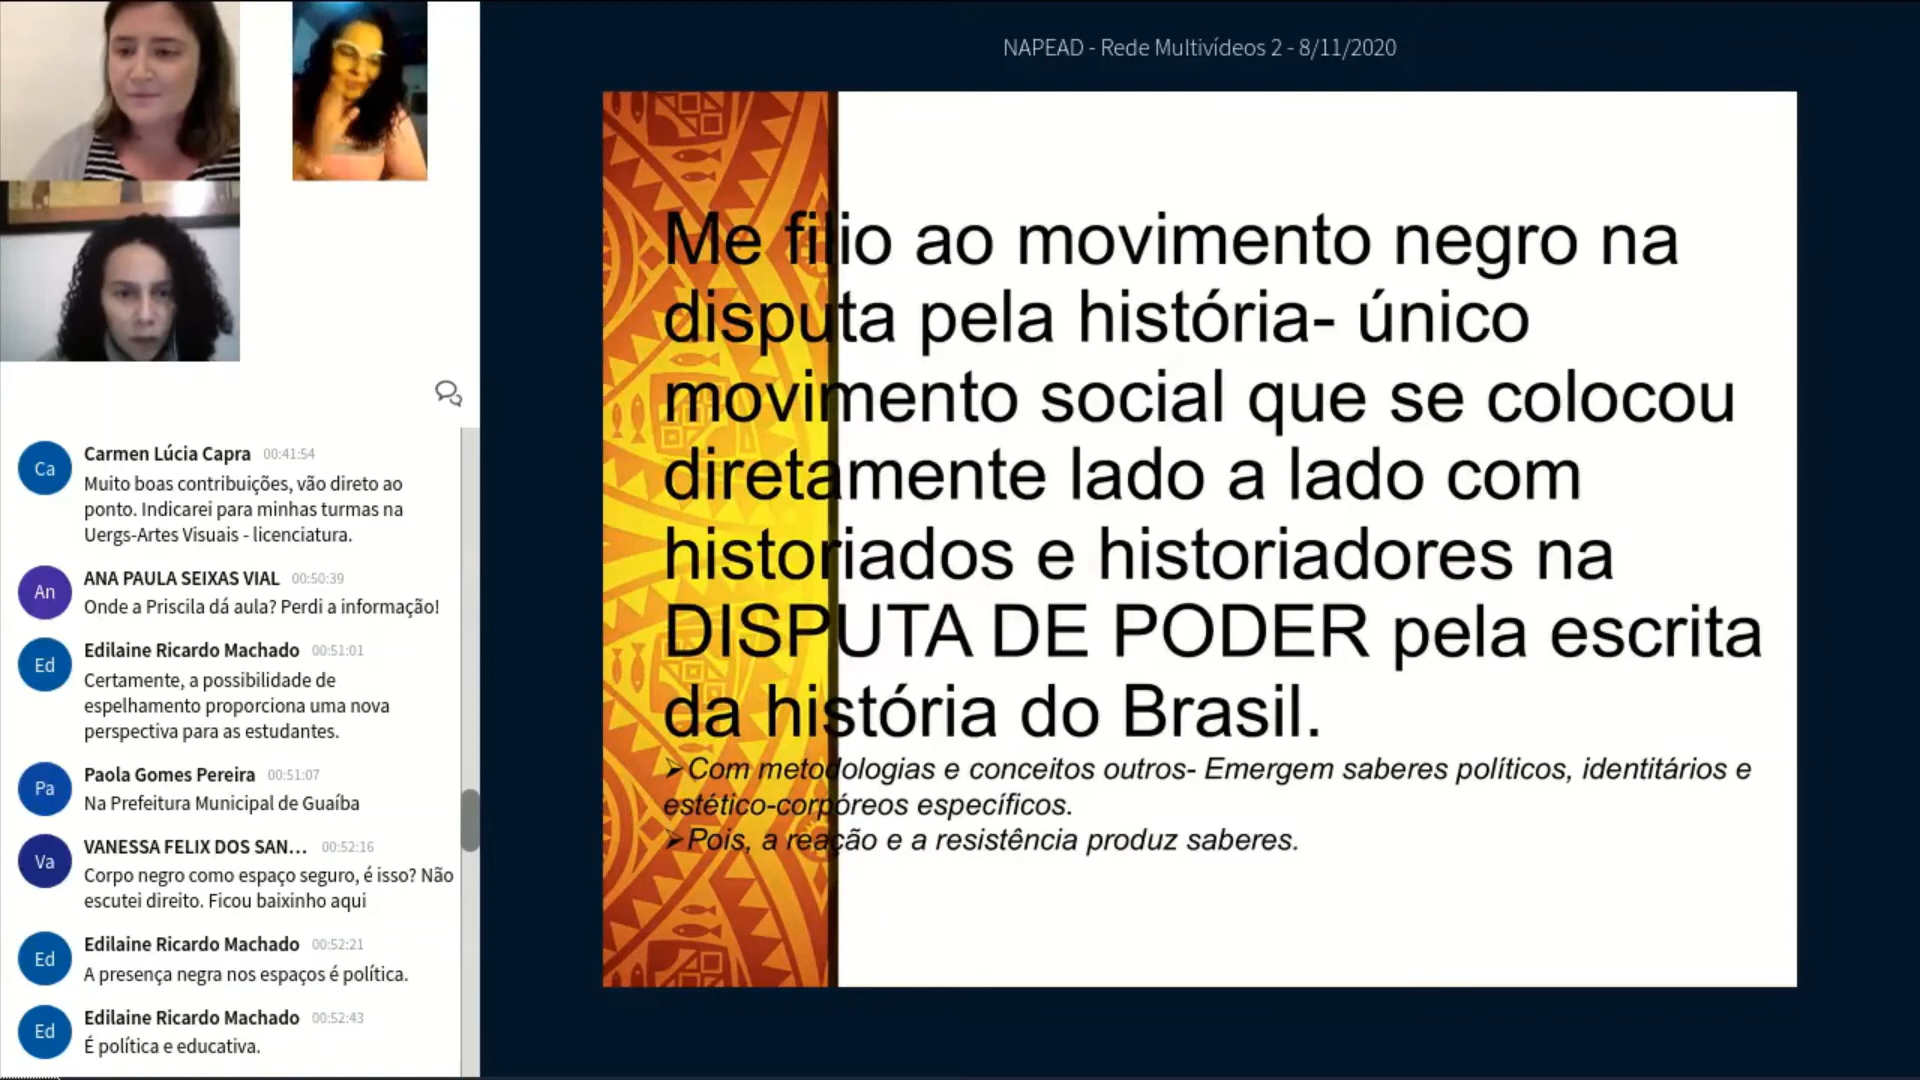 NAPEAD - Rede Multivídeos 2 - 8/11/2020
Me filio ao movimento negro na
disputa pela história- único
movimento social que se colocou
diretamente lado a lado com
historiados e historiadores na
DISPUTA DE PODER pela escrita
da história do Brasil.
➢Com metodologias e conceitos outros- Emergem saberes políticos, identitários e
estético-corpóreos específicos.
➢Pois, a reação e a resistência produz saberes.
Ca
Carmen Lúcia Capra 00:41:54
Muito boas contribuições, vão direto ao
ponto. Indicarei para minhas turmas na
Uergs-Artes Visuais - licenciatura.
An
ANA PAULA SEIXAS VIAL 00:50:39
Onde a Priscila dá aula? Perdi a informação!
Ed
Edilaine Ricardo Machado 00:51:01
Certamente, a possibilidade de
espelhamento proporciona uma nova
perspectiva para as estudantes.
Pa
Paola Gomes Pereira 00:51:07
Na Prefeitura Municipal de Guaíba
Va
VANESSA FELIX DOS SAN... 00:52:16
Corpo negro como espaço seguro, é isso? Não
escutei direito. Ficou baixinho aqui
Ed
Edilaine Ricardo Machado 00:52:21
A presença negra nos espaços é política.
Ed
Edilaine Ricardo Machado 00:52:43
É política e educativa.